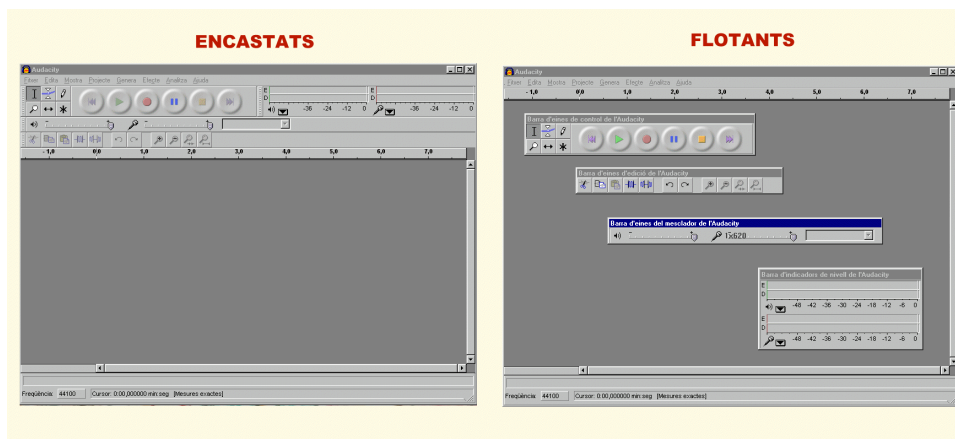 ENCASTATS
Audacity
Fitxer Edita Mostra Projecte Genera Efecte Analitza Ajuda
E
D
-36 -24 -12 0
E
D
-36 -24 -12 0
- 1,0 0,0 1,0 2,0 3,0 4,0 5,0 6,0 7,0
Freqüència: 44100 Cursor: 0:00,000000 min:seg [Mesures exactes]
FLOTANTS
Audacity
Fitxer Edita Mostra Projecte Genera Efecte Analitza Ajuda
- 1,0 0,0 1,0 2,0 3,0 4,0 5,0 6,0 7,0
Barra d'eines de control de l'Audacity
Barra d'eines d'edició de l'Audacity
Barra d'eines del mesclador de l'Audacity
Barra d'indicadors de nivell de l'Audacity
E
D
-48 -42 -36 -30 -24 -18 -12 -6 0
E
D
-48 -42 -36 -30 -24 -18 -12 -6 0
Freqüència: 44100 Cursor: 0:00,000000 min:seg [Mesures exactes]